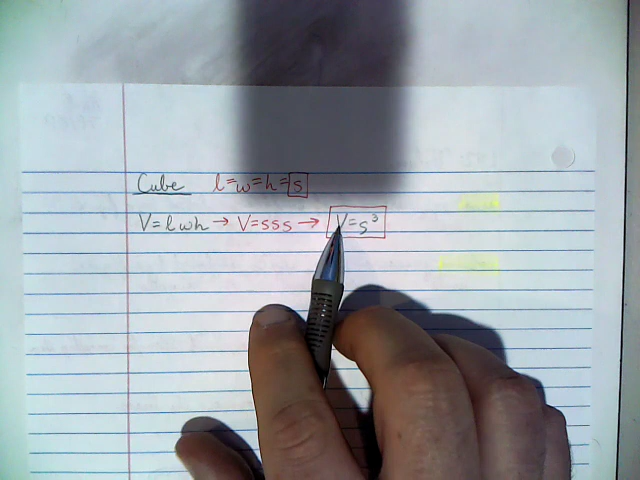 Cube l=w=h=s
V=lwh → V=sss → V=s³